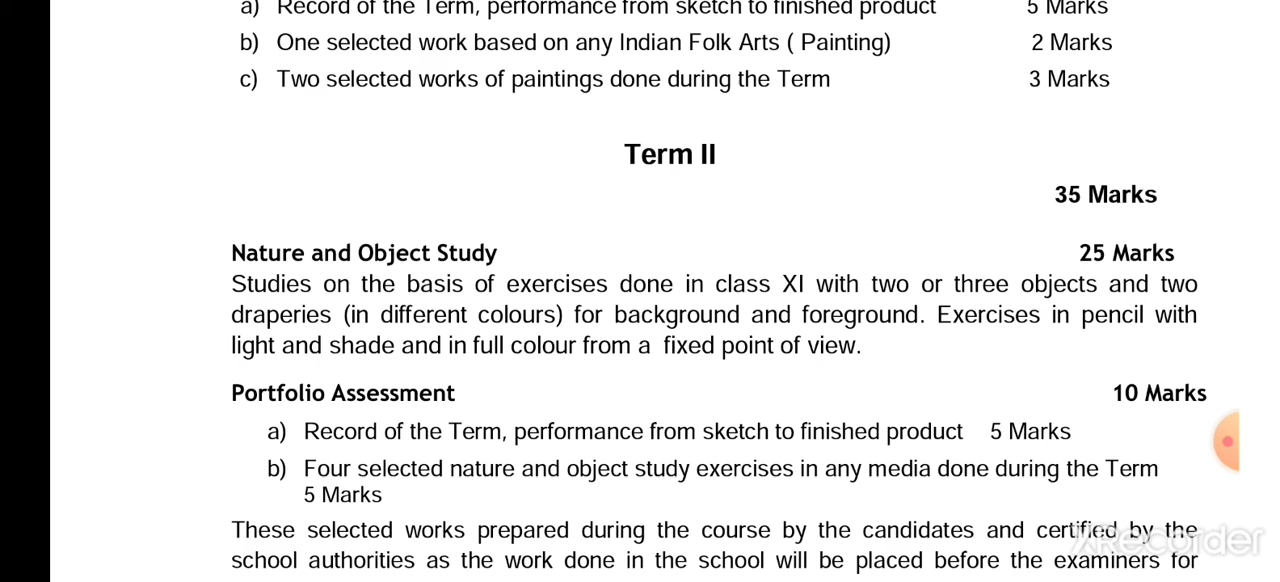 a) Record of the Term, performance from sketch to finished product 5 Marks
b) One selected work based on any Indian Folk Arts ( Painting) 2 Marks
c) Two selected works of paintings done during the Term 3 Marks
Term II
35 Marks
Nature and Object Study 25 Marks
Studies on the basis of exercises done in class XI with two or three objects and two
draperies (in different colours) for background and foreground. Exercises in pencil with
light and shade and in full colour from a fixed point of view.
Portfolio Assessment 10 Marks
a) Record of the Term, performance from sketch to finished product 5 Marks
b) Four selected nature and object study exercises in any media done during the Term
5 Marks
These selected works prepared during the course by the candidates and certified by the
school authorities as the work done in the school will be placed before the examiners for
XRecorder